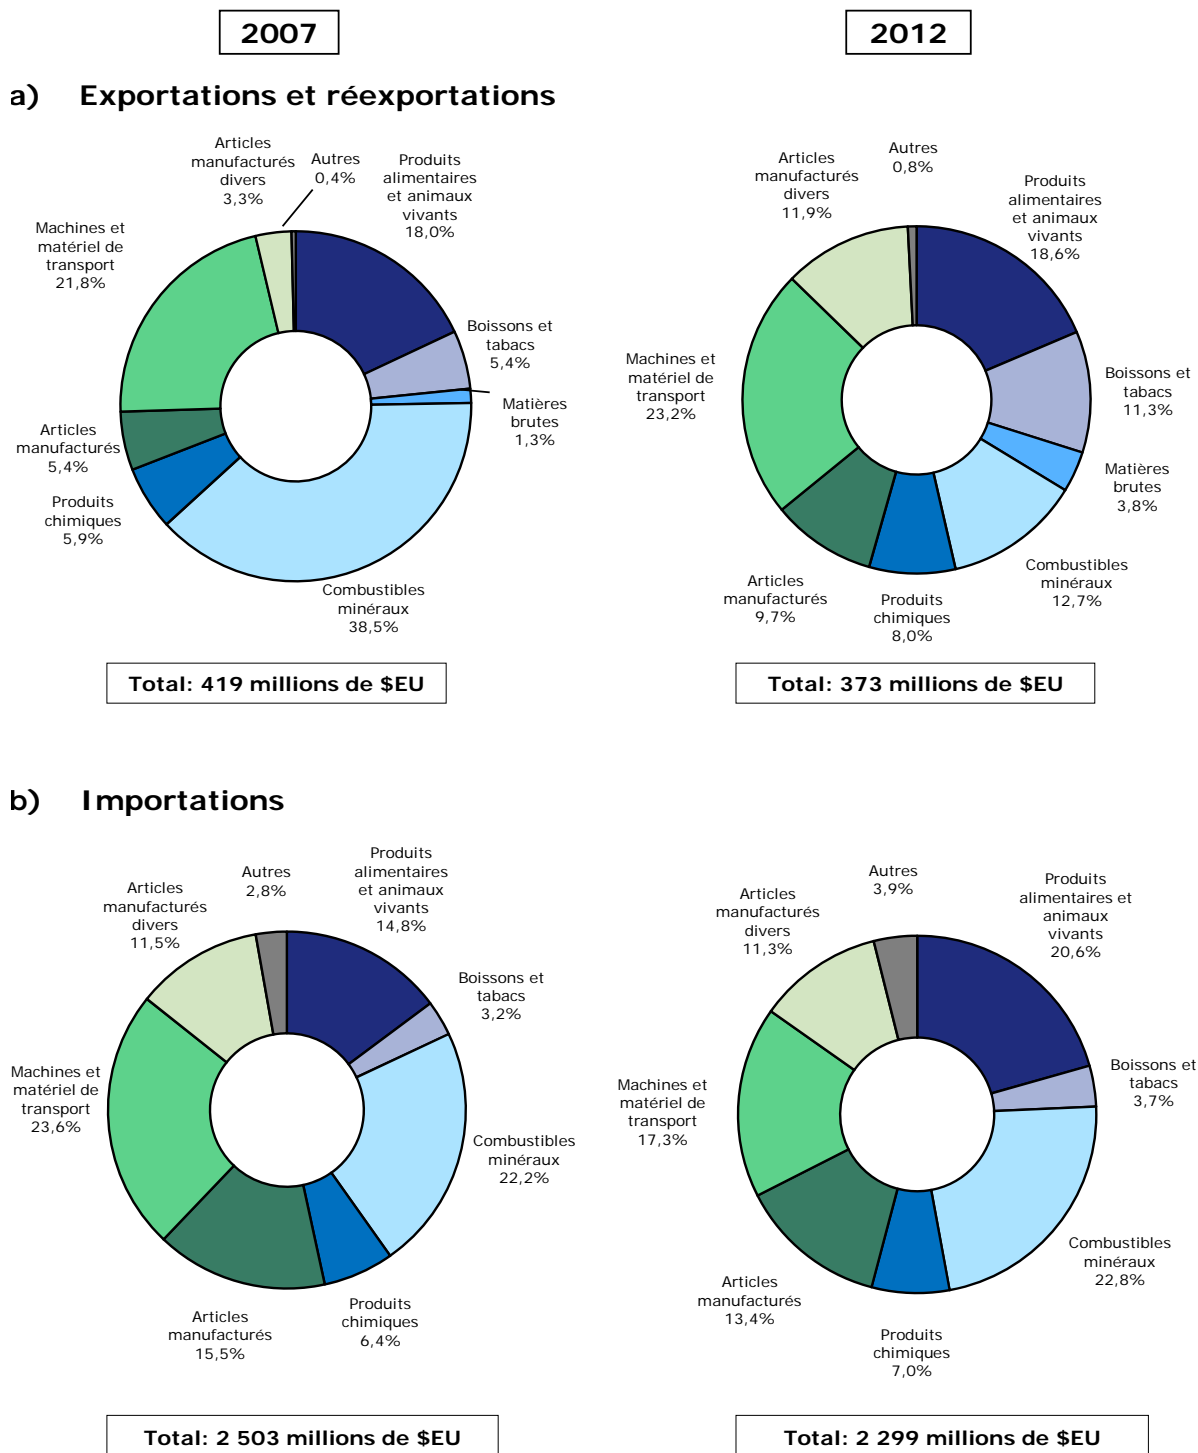 2007
2012
a) Exportations et réexportations
Articles
manufacturés
divers
3,3%
Autres
0,4%
Produits
alimentaires
et animaux
vivants
18,0%
Machines et
matériel de
transport
21,8%
Boissons et
tabacs
5,4%
Matières
brutes
1,3%
Articles
manufacturés
5,4%
Produits
chimiques
5,9%
Combustibles
minéraux
38,5%
Total: 419 millions de $EU
Autres
0,8%
Articles
manufacturés
divers
11,9%
Produits
alimentaires
et animaux
vivants
18,6%
Machines et
matériel de
transport
23,2%
Boissons et
tabacs
11,3%
Matières
brutes
3,8%
Combustibles
minéraux
12,7%
Articles
manufacturés
9,7%
Produits
chimiques
8,0%
Total: 373 millions de $EU
b) Importations
Autres
2,8%
Produits
alimentaires
et animaux
vivants
14,8%
Articles
manufacturés
divers
11,5%
Boissons et
tabacs
3,2%
Machines et
matériel de
transport
23,6%
Combustibles
minéraux
22,2%
Articles
manufacturés
15,5%
Produits
chimiques
6,4%
Total: 2 503 millions de $EU
Autres
3,9%
Produits
alimentaires et
animaux
vivants
20,6%
Articles
manufacturés
divers
11,3%
Boissons et
tabacs
3,7%
Machines et
matériel de
transport
17,3%
Combustibles
minéraux
22,8%
Articles
manufacturés
13,4%
Produits
chimiques
7,0%
Total: 2 299 millions de $EU